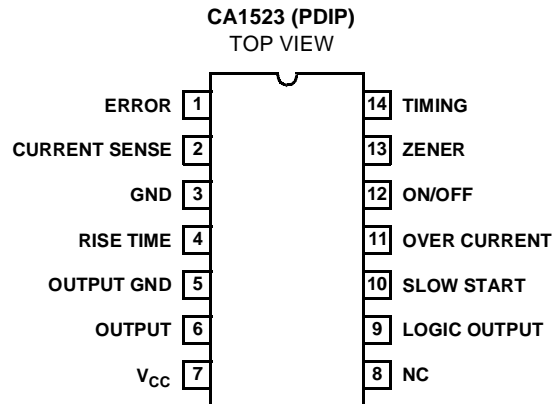 CA1523 (PDIP)
TOP VIEW
ERROR 1 14 TIMING
CURRENT SENSE 2 13 ZENER
GND 3 12 ON/OFF
RISE TIME 4 11 OVER CURRENT
OUTPUT GND 5 10 SLOW START
OUTPUT 6 9 LOGIC OUTPUT
VCC 7 8 NC